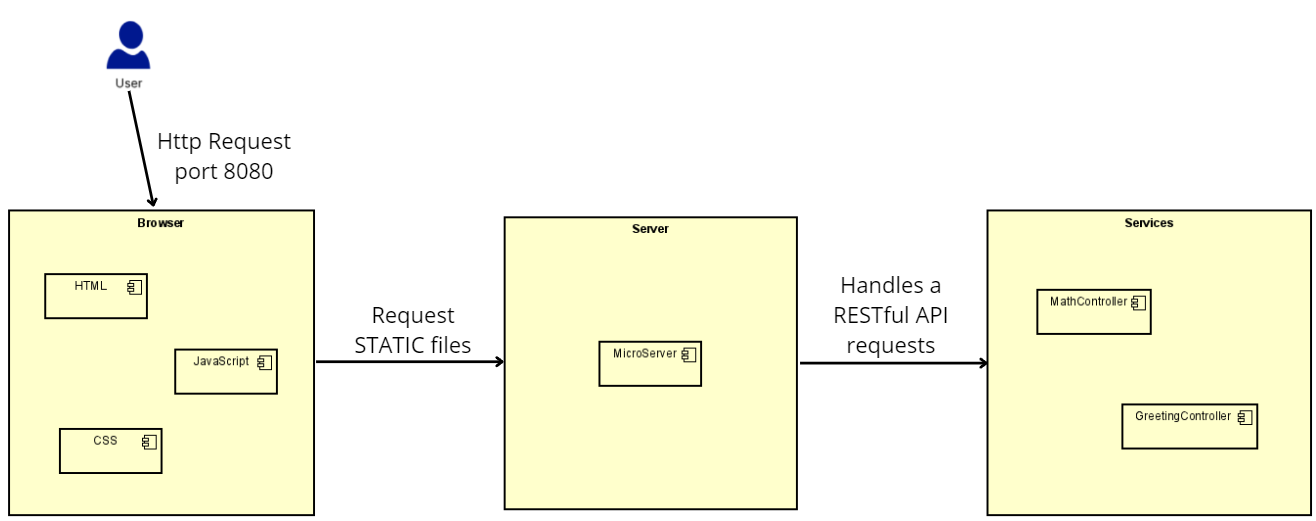 User
Http Request
port 8080
Browser
HTML
JavaScript
CSS
Request
STATIC files
Server
MicroServer
Handles a
RESTful API
requests
Services
MathController
GreetingController